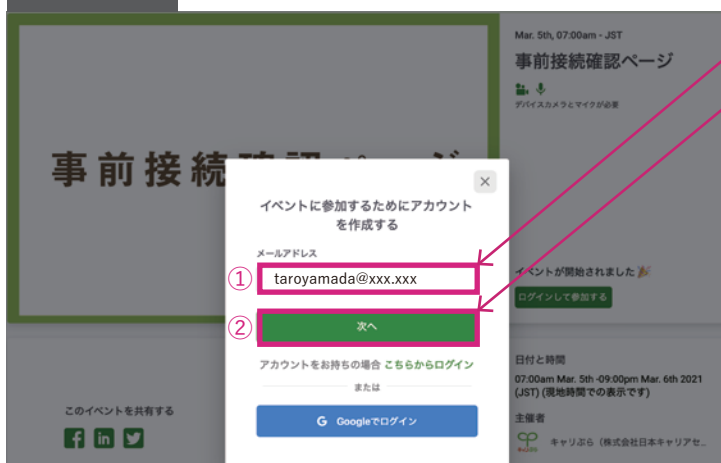 Mar. 5th, 07:00am - JST
事前接続確認ページ
デバイスカメラとマイクが必要
事前接続
×
イベントに参加するためにアカウント
を作成する
メールアドレス
① taroyamada@xxx.xxx
② 次へ
アカウントをお持ちの場合 こちらからログイン
または
G Googleでログイン
イベントが開始されました🎉
ログインして参加する
日付と時間
07:00am Mar. 5th -09:00pm Mar. 6th 2021
(JST) (現地時間での表示です)
主催者
キャリぷら（株式会社日本キャリアセ...
このイベントを共有する